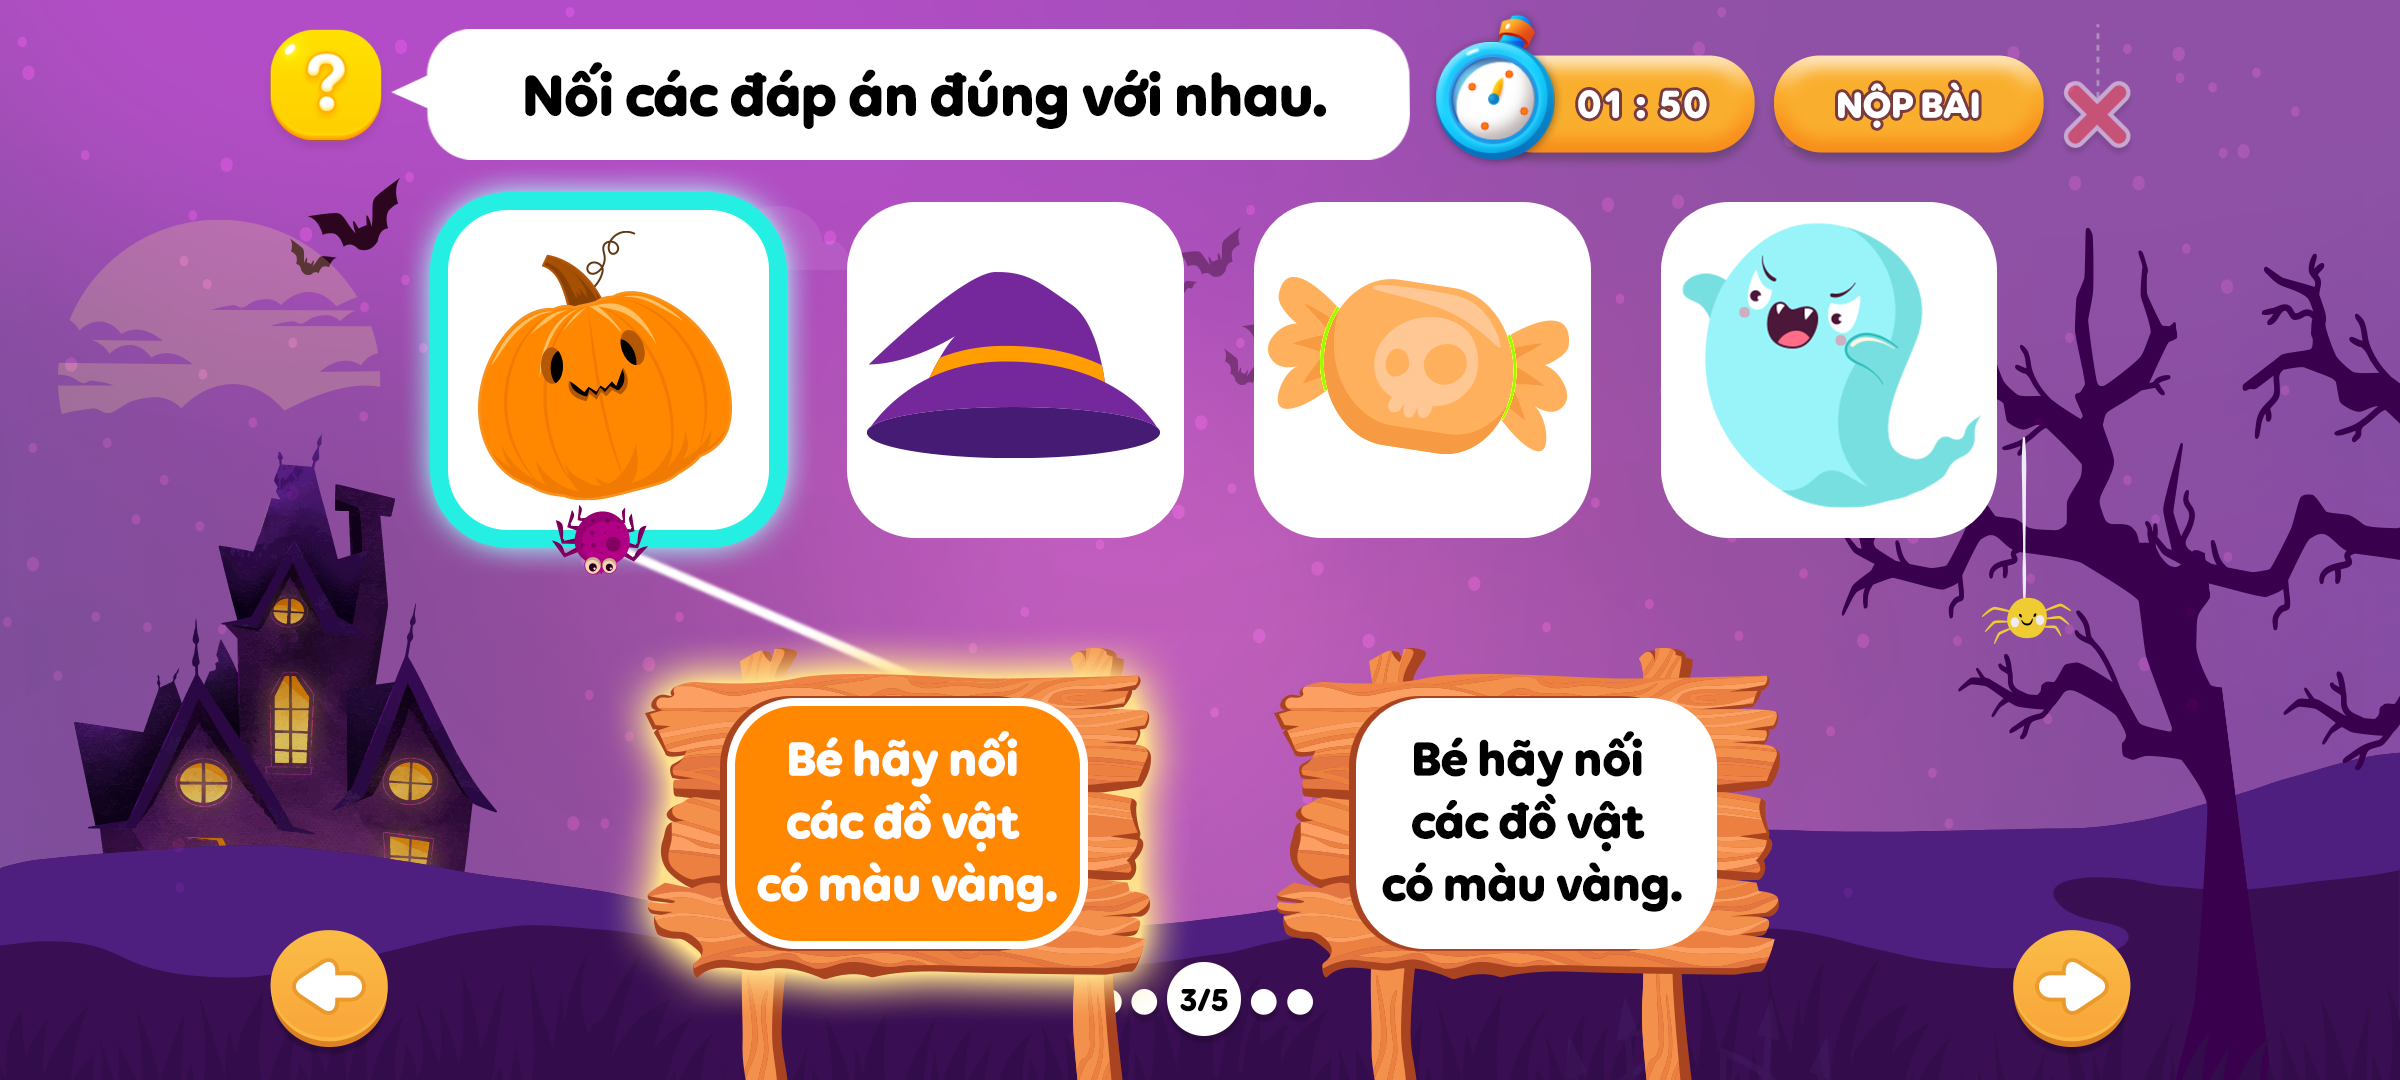 ?
Nối các đáp án đúng với nhau.
01 : 50
NỘP BÀI
Bé hãy nối
các đồ vật
có màu vàng.
Bé hãy nối
các đồ vật
có màu vàng.
3/5